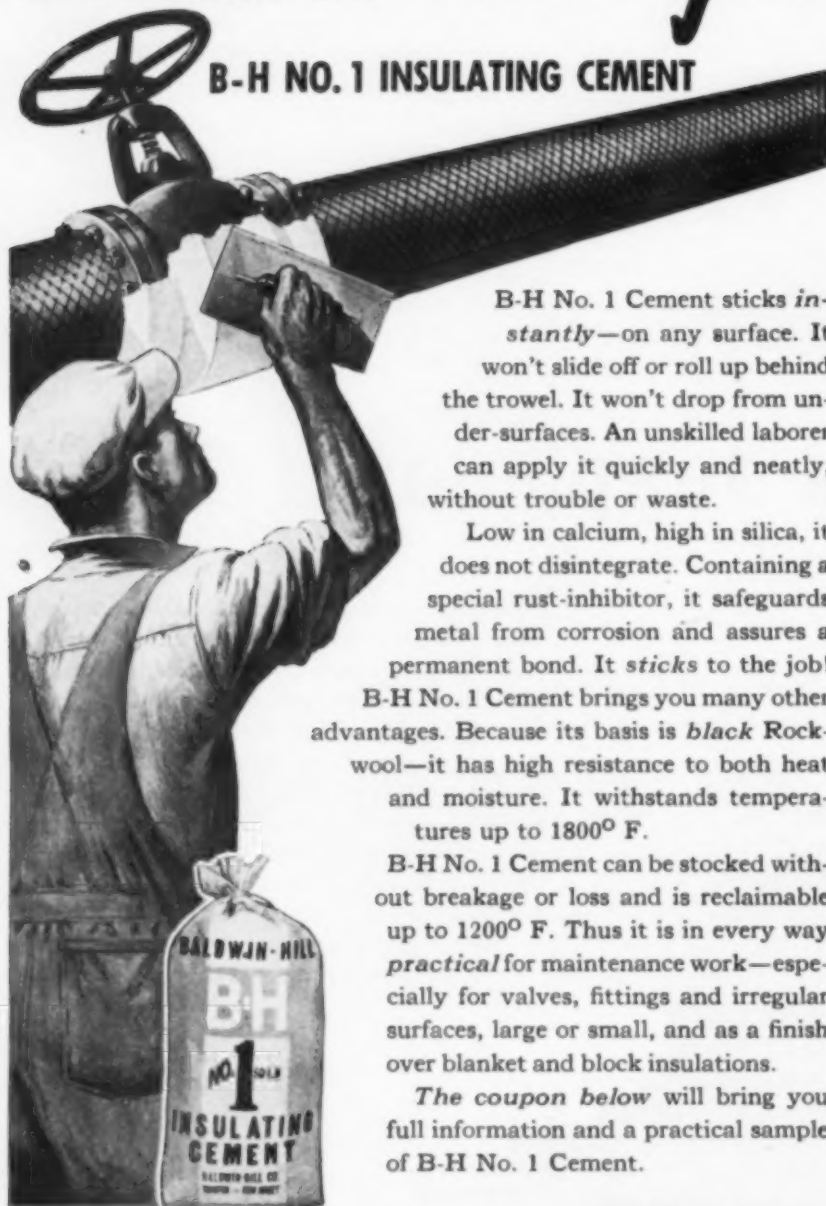 B-H NO. 1 INSULATING CEMENT
B-H No. 1 Cement sticks in-
stantly—on any surface. It
won't slide off or roll up behind
the trowel. It won't drop from un-
der-surfaces. An unskilled laborer
can apply it quickly and neatly,
without trouble or waste.
Low in calcium, high in silica, it
does not disintegrate. Containing a
special rust-inhibitor, it safeguards
metal from corrosion and assures a
permanent bond. It sticks to the job!
B-H No. 1 Cement brings you many other
advantages. Because its basis is black Rock-
wool—it has high resistance to both heat
and moisture. It withstands tempera-
tures up to 1800° F.
B-H No. 1 Cement can be stocked with-
out breakage or loss and is reclaimable
up to 1200° F. Thus it is in every way
practical for maintenance work—espe-
cially for valves, fittings and irregular
surfaces, large or small, and as a finish
over blanket and block insulations.
The coupon below will bring you
full information and a practical sample
of B-H No. 1 Cement.
BALDWIN-HILL
B-H
NO. 1
INSULATING
CEMENT
BALDWIN-HILL CO.